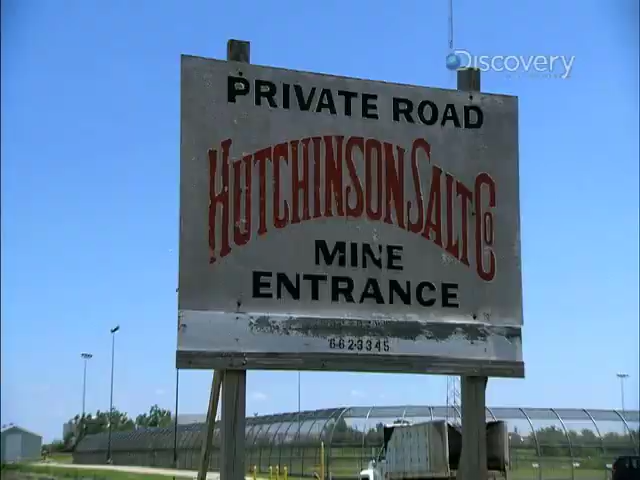 Discovery
PRIVATE ROAD
HUTCHINSON SALT CO
MINE
ENTRANCE
6623345